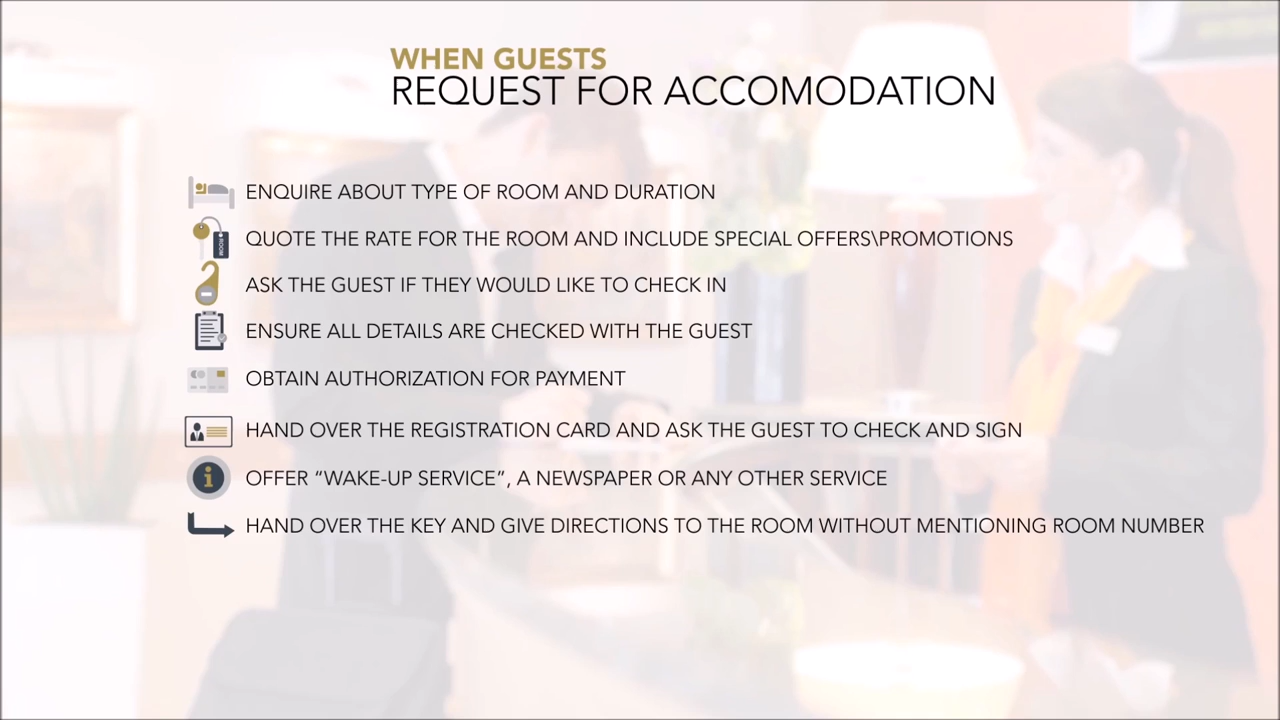 WHEN GUESTS
REQUEST FOR ACCOMODATION
ENQUIRE ABOUT TYPE OF ROOM AND DURATION
QUOTE THE RATE FOR THE ROOM AND INCLUDE SPECIAL OFFERS\PROMOTIONS
ROOM
ASK THE GUEST IF THEY WOULD LIKE TO CHECK IN
ENSURE ALL DETAILS ARE CHECKED WITH THE GUEST
OBTAIN AUTHORIZATION FOR PAYMENT
HAND OVER THE REGISTRATION CARD AND ASK THE GUEST TO CHECK AND SIGN
OFFER “WAKE-UP SERVICE”, A NEWSPAPER OR ANY OTHER SERVICE
HAND OVER THE KEY AND GIVE DIRECTIONS TO THE ROOM WITHOUT MENTIONING ROOM NUMBER